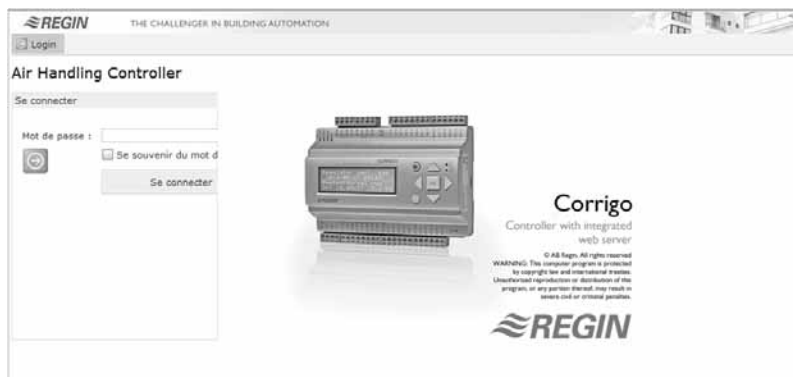 REGIN THE CHALLENGER IN BUILDING AUTOMATION
Login
Air Handling Controller
Se connecter
Mot de passe :
Se souvenir du mot d
Se connecter
Corrigo
Controller with integrated
web server
© AB Regin. All rights reserved
WARNING: This computer program is protected
by copyright law and international treaties.
Unauthorized reproduction or distribution of this
program, or any portion thereof, may result in
severe civil or criminal penalties.
REGIN